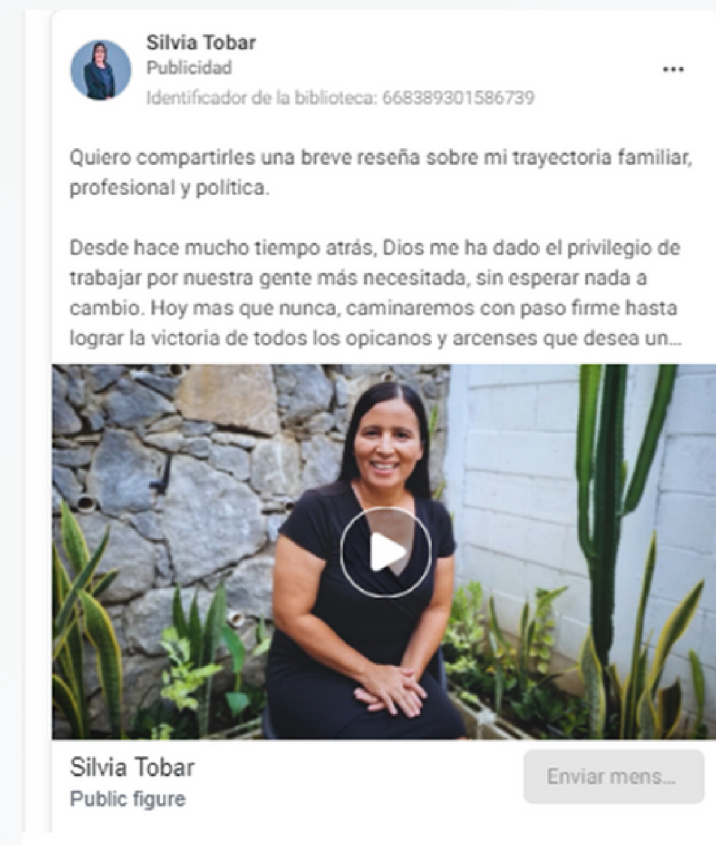 Silvia Tobar
Publicidad
Identificador de la biblioteca: 668389301586739
Quiero compartirles una breve reseña sobre mi trayectoria familiar,
profesional y política.
Desde hace mucho tiempo atrás, Dios me ha dado el privilegio de
trabajar por nuestra gente más necesitada, sin esperar nada a
cambio. Hoy mas que nunca, caminaremos con paso firme hasta
lograr la victoria de todos los opicanos y arcenses que desea un...
Silvia Tobar
Enviar mens...
Public figure